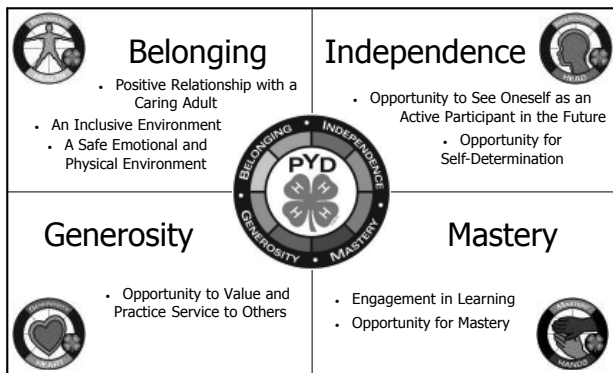 Belonging
• Positive Relationship with a
Caring Adult
• An Inclusive Environment
• A Safe Emotional and
Physical Environment
Independence
HEAD
• Opportunity to See Oneself as an
Active Participant in the Future
• Opportunity for
Self-Determination
BELONGING • INDEPENDENCE • MASTERY • GENEROSITY •
PYD
H H
H H
Generosity
• Opportunity to Value and
Practice Service to Others
HEART
Mastery
• Engagement in Learning
• Opportunity for Mastery
MASTERY
HANDS